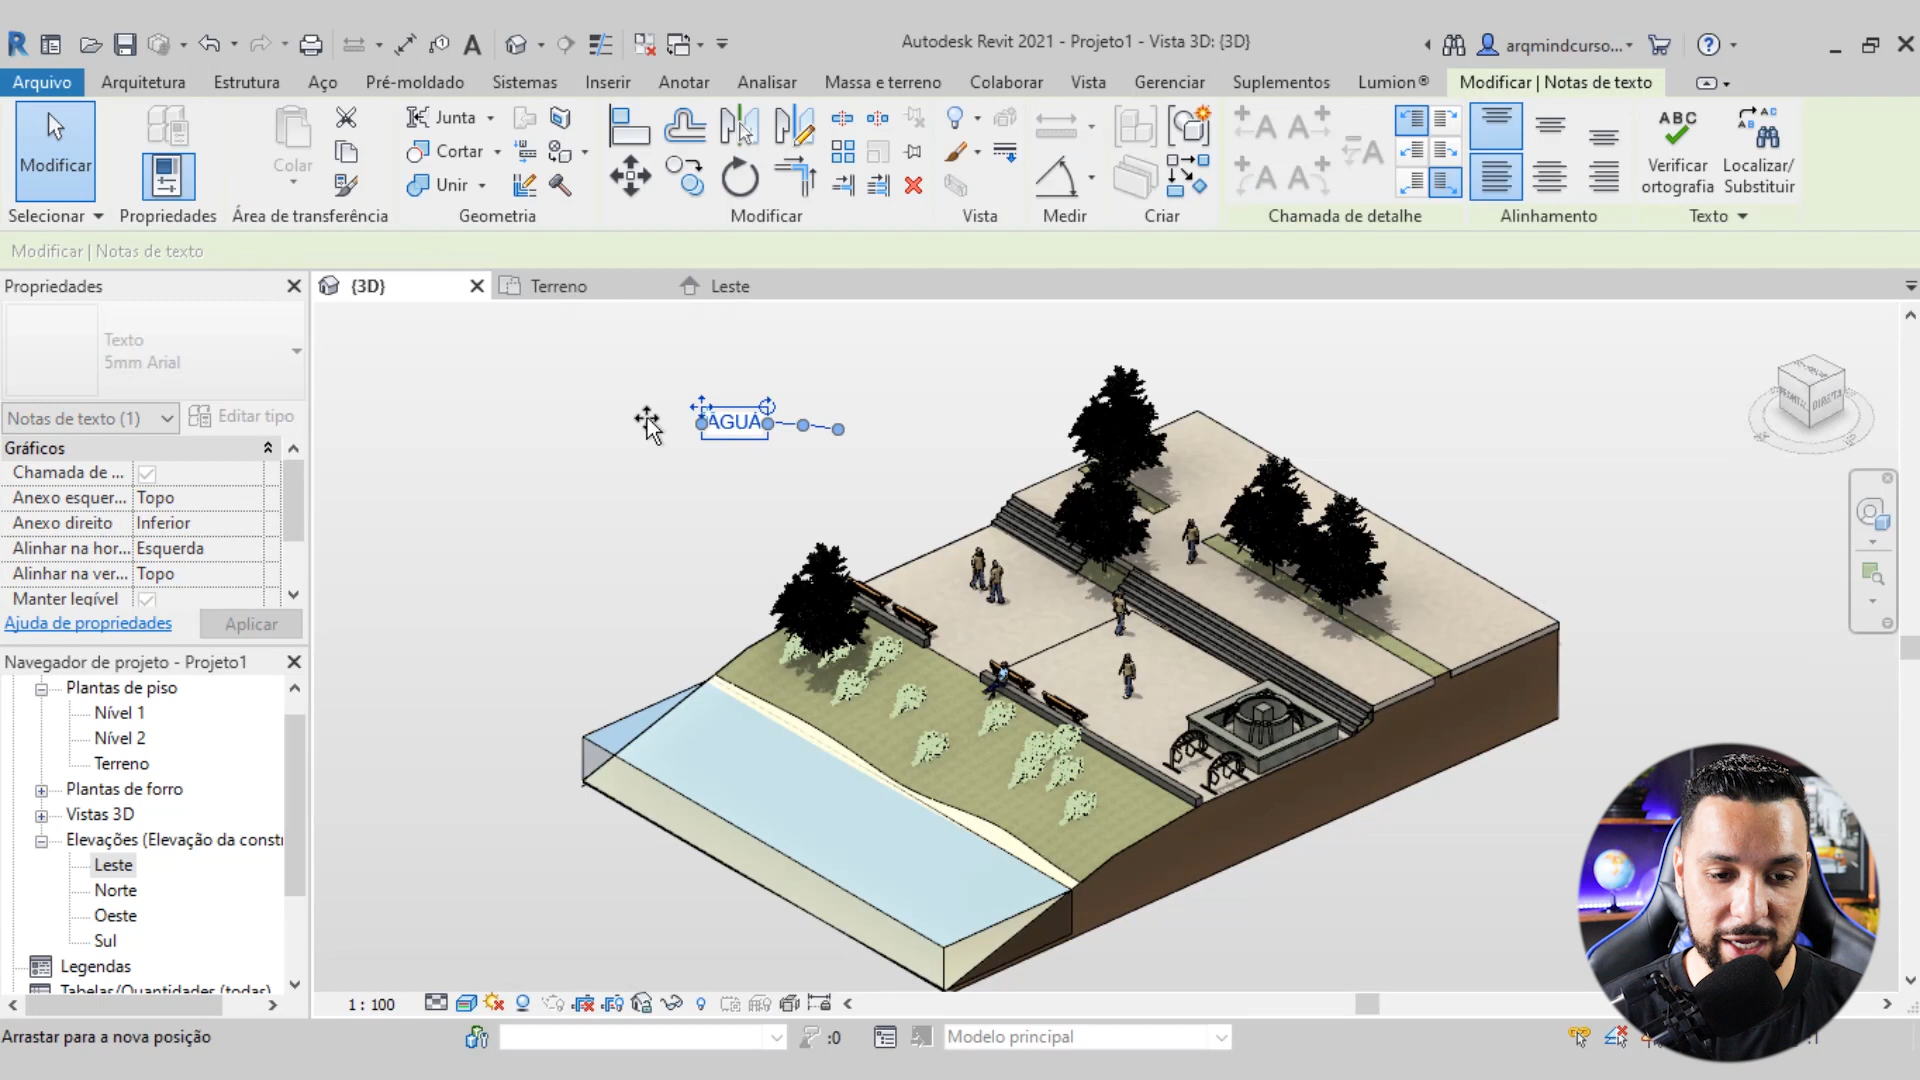 Autodesk Revit 2021 - Projeto1 - Vista 3D: {3D}
arqmindcurso...
Arquivo Arquitetura Estrutura Aço Pré-moldado Sistemas Inserir Anotar Analisar Massa e terreno Colaborar Vista Gerenciar Suplementos Lumion® Modificar | Notas de texto
Modificar
Colar
Junta
Cortar
Unir
ABC
Verificar ortografia
Localizar/ Substituir
Selecionar Propriedades Área de transferência Geometria Modificar Vista Medir Criar Chamada de detalhe Alinhamento Texto
Modificar | Notas de texto
Propriedades
{3D} Terreno Leste
Texto
5mm Arial
Notas de texto (1) Editar tipo
Gráficos
Chamada de ...
Anexo esquer... Topo
Anexo direito Inferior
Alinhar na hor... Esquerda
Alinhar na ver... Topo
Manter legível
Ajuda de propriedades Aplicar
Navegador de projeto - Projeto1
Plantas de piso
Nível 1
Nível 2
Terreno
Plantas de forro
Vistas 3D
Elevações (Elevação da constr
Leste
Norte
Oeste
Sul
Legendas
Tabelas/Quantidades (todas)
ÁGUA
DIREITA
1 : 100
Arrastar para a nova posição
:0
Modelo principal